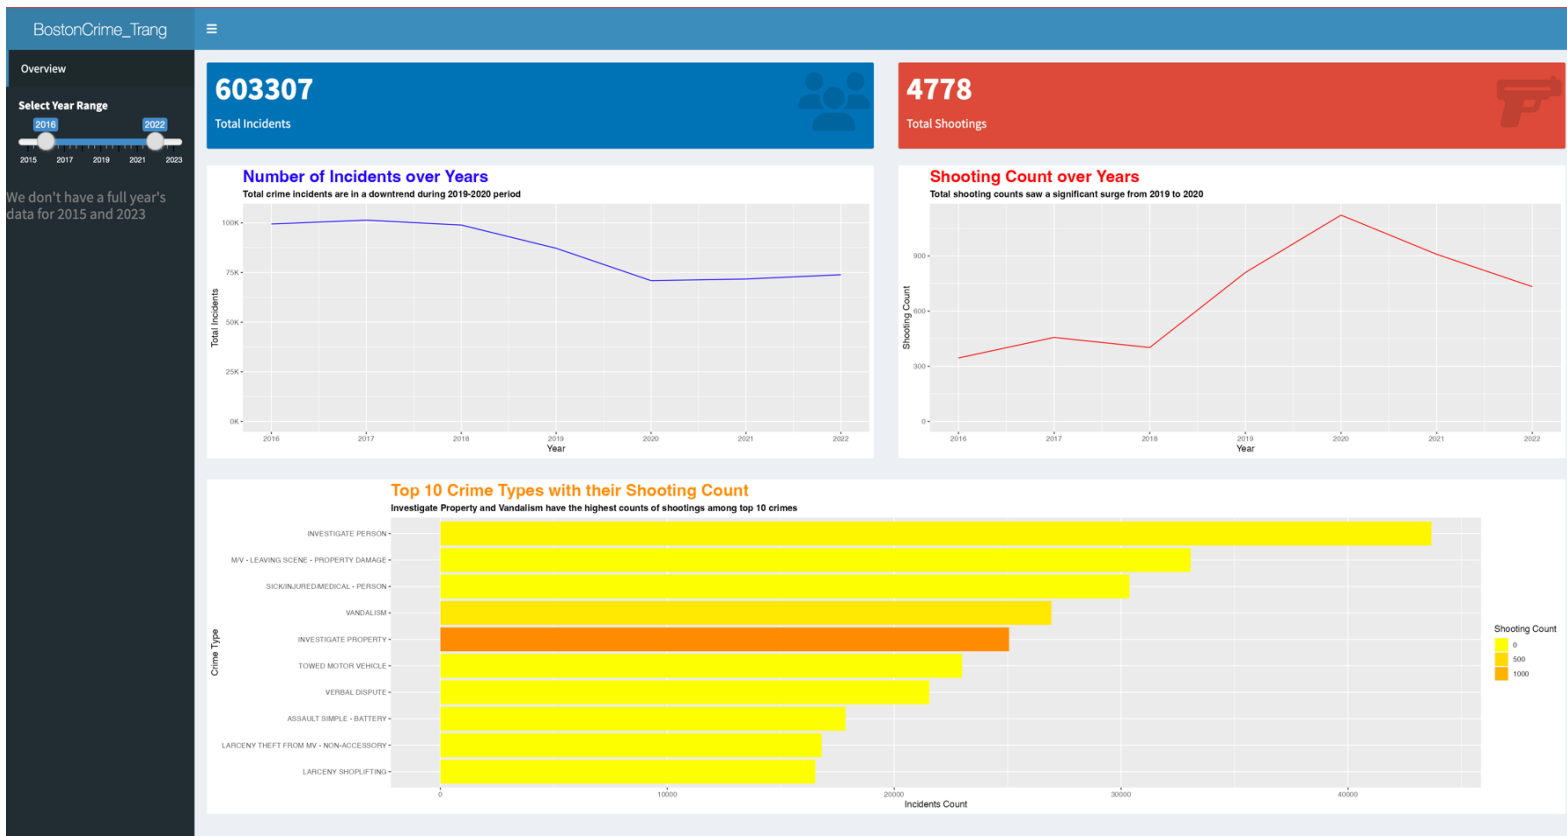 BostonCrime_Trang
Overview
Select Year Range
2016 2022
2015 2017 2019 2021 2023
We don't have a full year's
data for 2015 and 2023
603307
Total Incidents
4778
Total Shootings
Number of Incidents over Years
Total crime incidents are in a downtrend during 2019-2020 period
100K
75K
50K
25K
0K
Total Incidents
2016 2017 2018 2019 2020 2021 2022
Year
Shooting Count over Years
Total shooting counts saw a significant surge from 2019 to 2020
900
600
300
0
Shooting Count
2016 2017 2018 2019 2020 2021 2022
Year
Top 10 Crime Types with their Shooting Count
Investigate Property and Vandalism have the highest counts of shootings among top 10 crimes
INVESTIGATE PERSON
M/V - LEAVING SCENE - PROPERTY DAMAGE
SICK/INJURED/MEDICAL - PERSON
VANDALISM
INVESTIGATE PROPERTY
TOWED MOTOR VEHICLE
VERBAL DISPUTE
ASSAULT SIMPLE - BATTERY
LARCENY THEFT FROM MV - NON-ACCESSORY
LARCENY SHOPLIFTING
Crime Type
0 10000 20000 30000 40000
Incidents Count
Shooting Count
0
500
1000